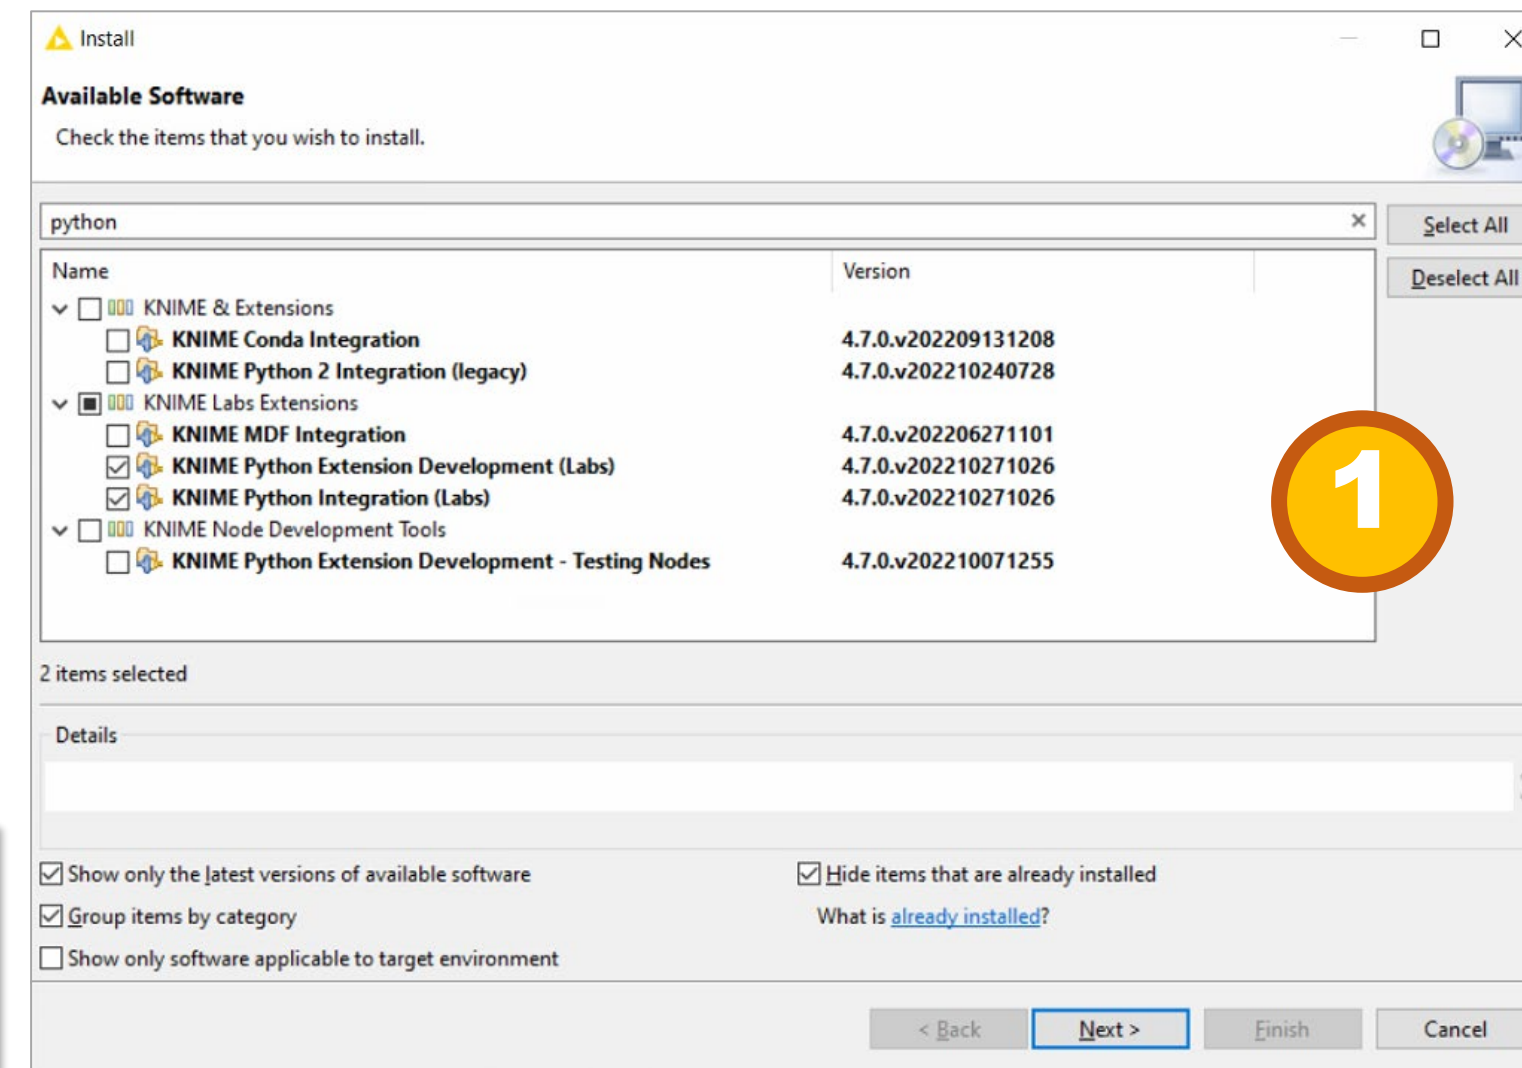 Install
Available Software
Check the items that you wish to install.
python
Select All
Deselect All
Name Version
KNIME & Extensions
KNIME Conda Integration 4.7.0.v202209131208
KNIME Python 2 Integration (legacy) 4.7.0.v202210240728
KNIME Labs Extensions
KNIME MDF Integration 4.7.0.v202206271101
KNIME Python Extension Development (Labs) 4.7.0.v202210271026
KNIME Python Integration (Labs) 4.7.0.v202210271026
KNIME Node Development Tools
KNIME Python Extension Development - Testing Nodes 4.7.0.v202210071255
1
2 items selected
Details
Show only the latest versions of available software
Hide items that are already installed
Group items by category
What is already installed?
Show only software applicable to target environment
< Back Next > Finish Cancel